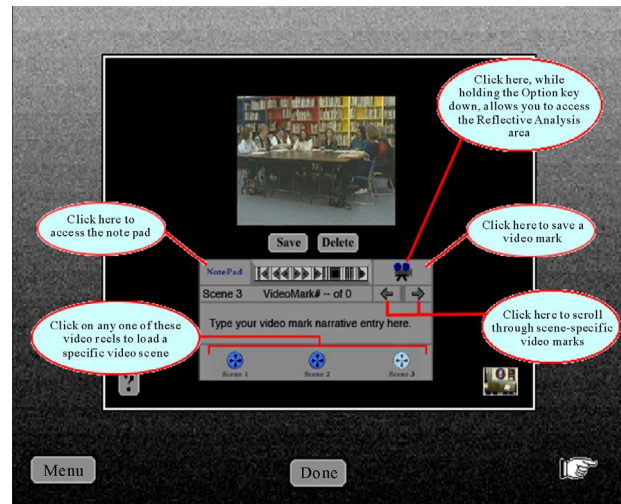 Click here, while
holding the Option key
down, allows you to access
the Reflective Analysis
area
Click here to
access the note pad
Click here to save a
video mark
Save Delete
NotePad
Scene 3 VideoMark# -- of 0
Type your video mark narrative entry here.
Click on any one of these
video reels to load a
specific video scene
Click here to scroll
through scene-specific
video marks
Scene 1 Scene 2 Scene 3
?
Menu Done